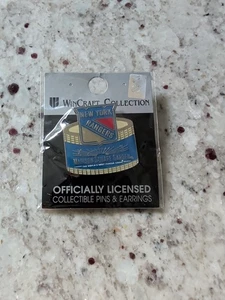 WINCRAFT COLLECTION
NEW YORK
RANGERS
OFFICIALLY LICENSED
COLLECTIBLE PINS & EARRINGS